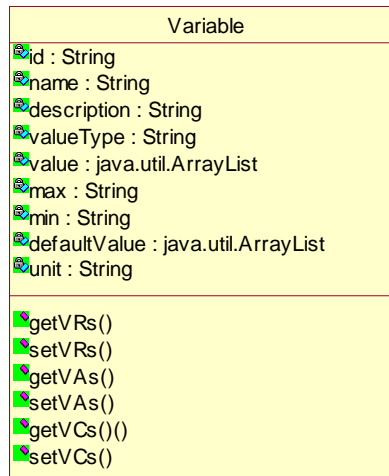 Variable
id : String
name : String
description : String
valueType : String
value : java.util.ArrayList
max : String
min : String
defaultValue : java.util.ArrayList
unit : String
getVRs()
setVRs()
getVAs()
setVAs()
getVCs()()
setVCs()